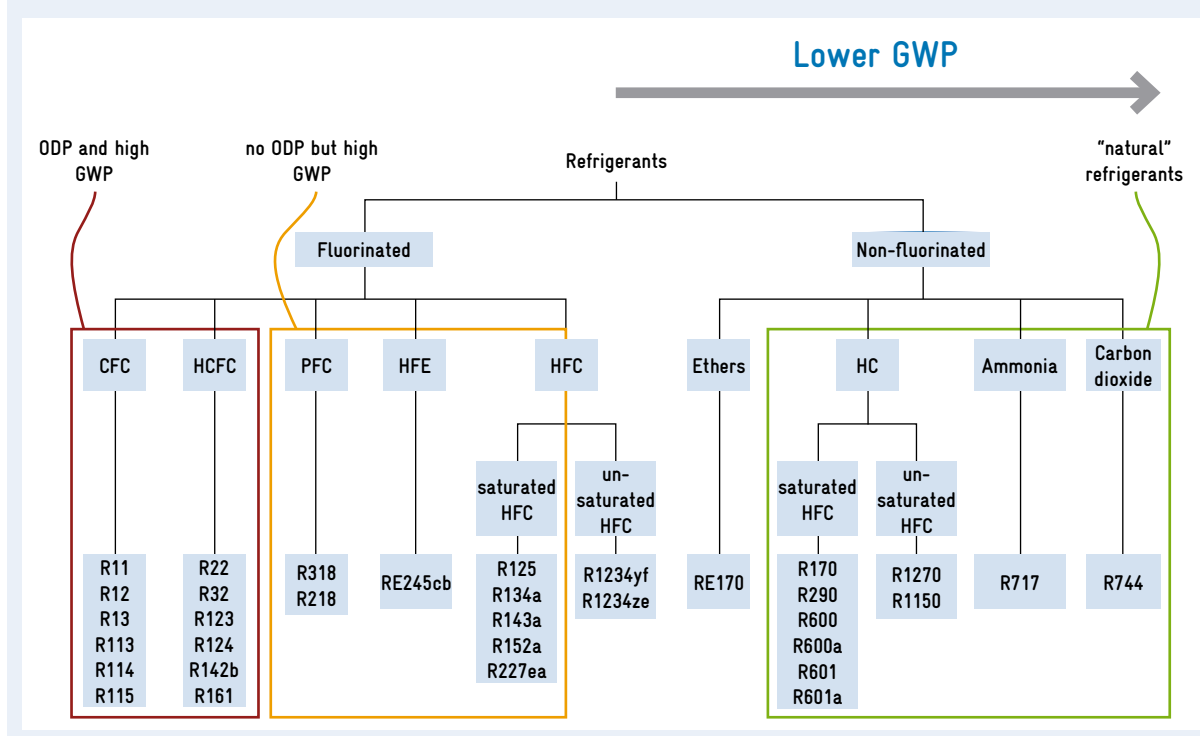 Lower GWP
ODP and high
GWP
no ODP but high
GWP
Refrigerants
"natural"
refrigerants
Fluorinated
Non-fluorinated
CFC
HCFC
PFC
HFE
HFC
Ethers
HC
Ammonia
Carbon
dioxide
saturated
HFC
un-
saturated
HFC
saturated
HFC
un-
saturated
HFC
R11
R12
R13
R113
R114
R115
R22
R32
R123
R124
R142b
R161
R318
R218
RE245cb
R125
R134a
R143a
R152a
R227ea
R1234yf
R1234ze
RE170
R170
R290
R600
R600a
R601
R601a
R1270
R1150
R717
R744